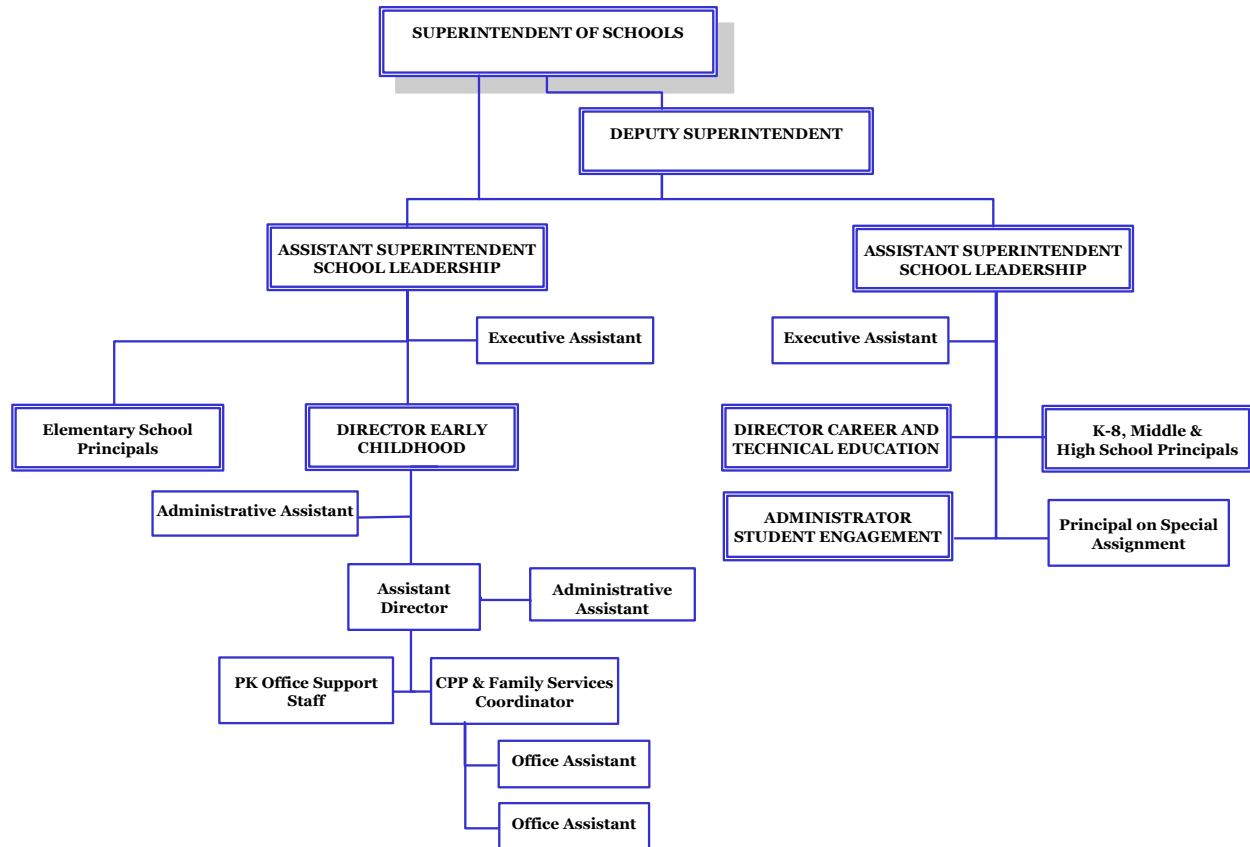 SUPERINTENDENT OF SCHOOLS
DEPUTY SUPERINTENDENT
ASSISTANT SUPERINTENDENT
SCHOOL LEADERSHIP
ASSISTANT SUPERINTENDENT
SCHOOL LEADERSHIP
Executive Assistant
Executive Assistant
Elementary School
Principals
DIRECTOR EARLY
CHILDHOOD
DIRECTOR CAREER AND
TECHNICAL EDUCATION
K-8, Middle &
High School Principals
Administrative Assistant
ADMINISTRATOR
STUDENT ENGAGEMENT
Principal on Special
Assignment
Assistant
Director
Administrative
Assistant
PK Office Support
Staff
CPP & Family Services
Coordinator
Office Assistant
Office Assistant